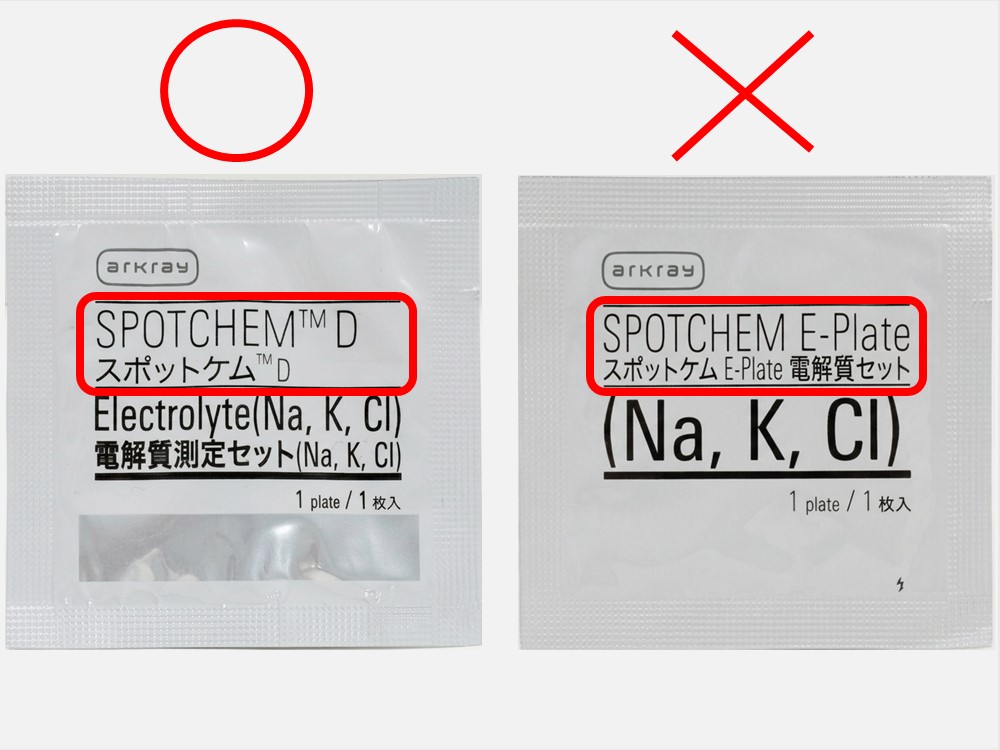 arkray
SPOTCHEM™ D
スポットケム™ D
Electrolyte(Na, K, Cl)
電解質測定セット(Na, K, Cl)
1 plate / 1 枚入
arkray
SPOTCHEM E-Plate
スポットケム E-Plate 電解質セット
(Na, K, Cl)
1 plate / 1 枚入